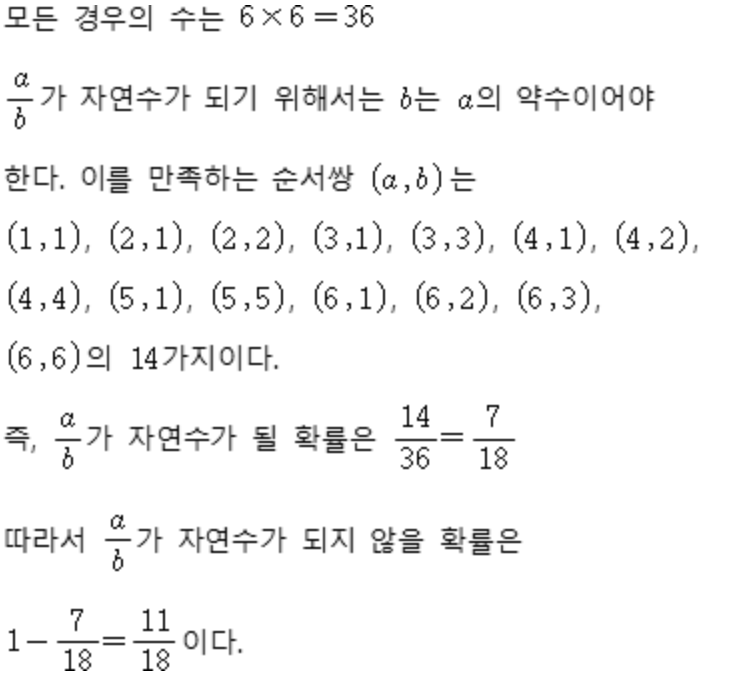 모든 경우의 수는 6×6=36
a/b가 자연수가 되기 위해서는 b는 a의 약수이어야
한다. 이를 만족하는 순서쌍 (a,b)는
(1,1), (2,1), (2,2), (3,1), (3,3), (4,1), (4,2),
(4,4), (5,1), (5,5), (6,1), (6,2), (6,3),
(6,6)의 14가지이다.
즉, a/b가 자연수가 될 확률은 14/36=7/18
따라서 a/b가 자연수가 되지 않을 확률은
1-7/18=11/18이다.